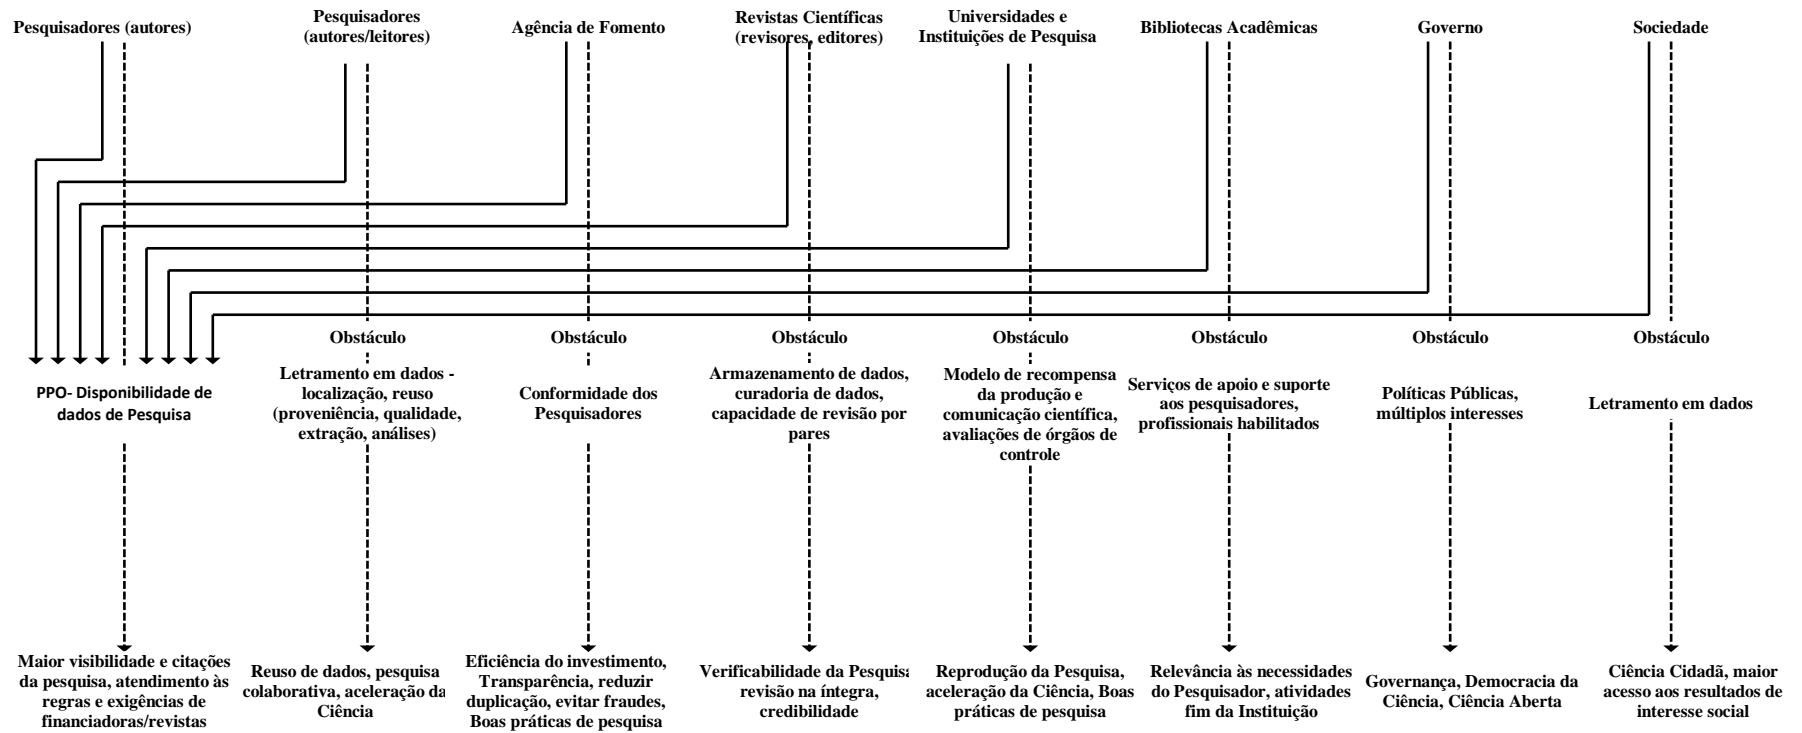 Pesquisadores (autores)
Pesquisadores
(autores/leitores)
Agência de Fomento
Revistas Científicas
(revisores, editores)
Universidades e
Instituições de Pesquisa
Bibliotecas Acadêmicas
Governo
Sociedade
Obstáculo
Obstáculo
Obstáculo
Obstáculo
Obstáculo
Obstáculo
Obstáculo
PPO- Disponibilidade de
dados de Pesquisa
Letramento em dados -
localização, reuso
(proveniência, qualidade,
extração, análises)
Conformidade dos
Pesquisadores
Armazenamento de dados,
curadoria de dados,
capacidade de revisão por
pares
Modelo de recompensa
da produção e
comunicação científica,
avaliações de órgãos de
controle
Serviços de apoio e suporte
aos pesquisadores,
profissionais habilitados
Políticas Públicas,
múltiplos interesses
Letramento em dados
Maior visibilidade e citações
da pesquisa, atendimento às
regras e exigências de
financiadoras/revistas
Reuso de dados, pesquisa
colaborativa, aceleração da
Ciência
Eficiência do investimento,
Transparência, reduzir
duplicação, evitar fraudes,
Boas práticas de pesquisa
Verificabilidade da Pesquisa
revisão na íntegra,
credibilidade
Reprodução da Pesquisa,
aceleração da Ciência, Boas
práticas de pesquisa
Relevância às necessidades
do Pesquisador, atividades
fim da Instituição
Governança, Democracia da
Ciência, Ciência Aberta
Ciência Cidadã, maior
acesso aos resultados de
interesse social